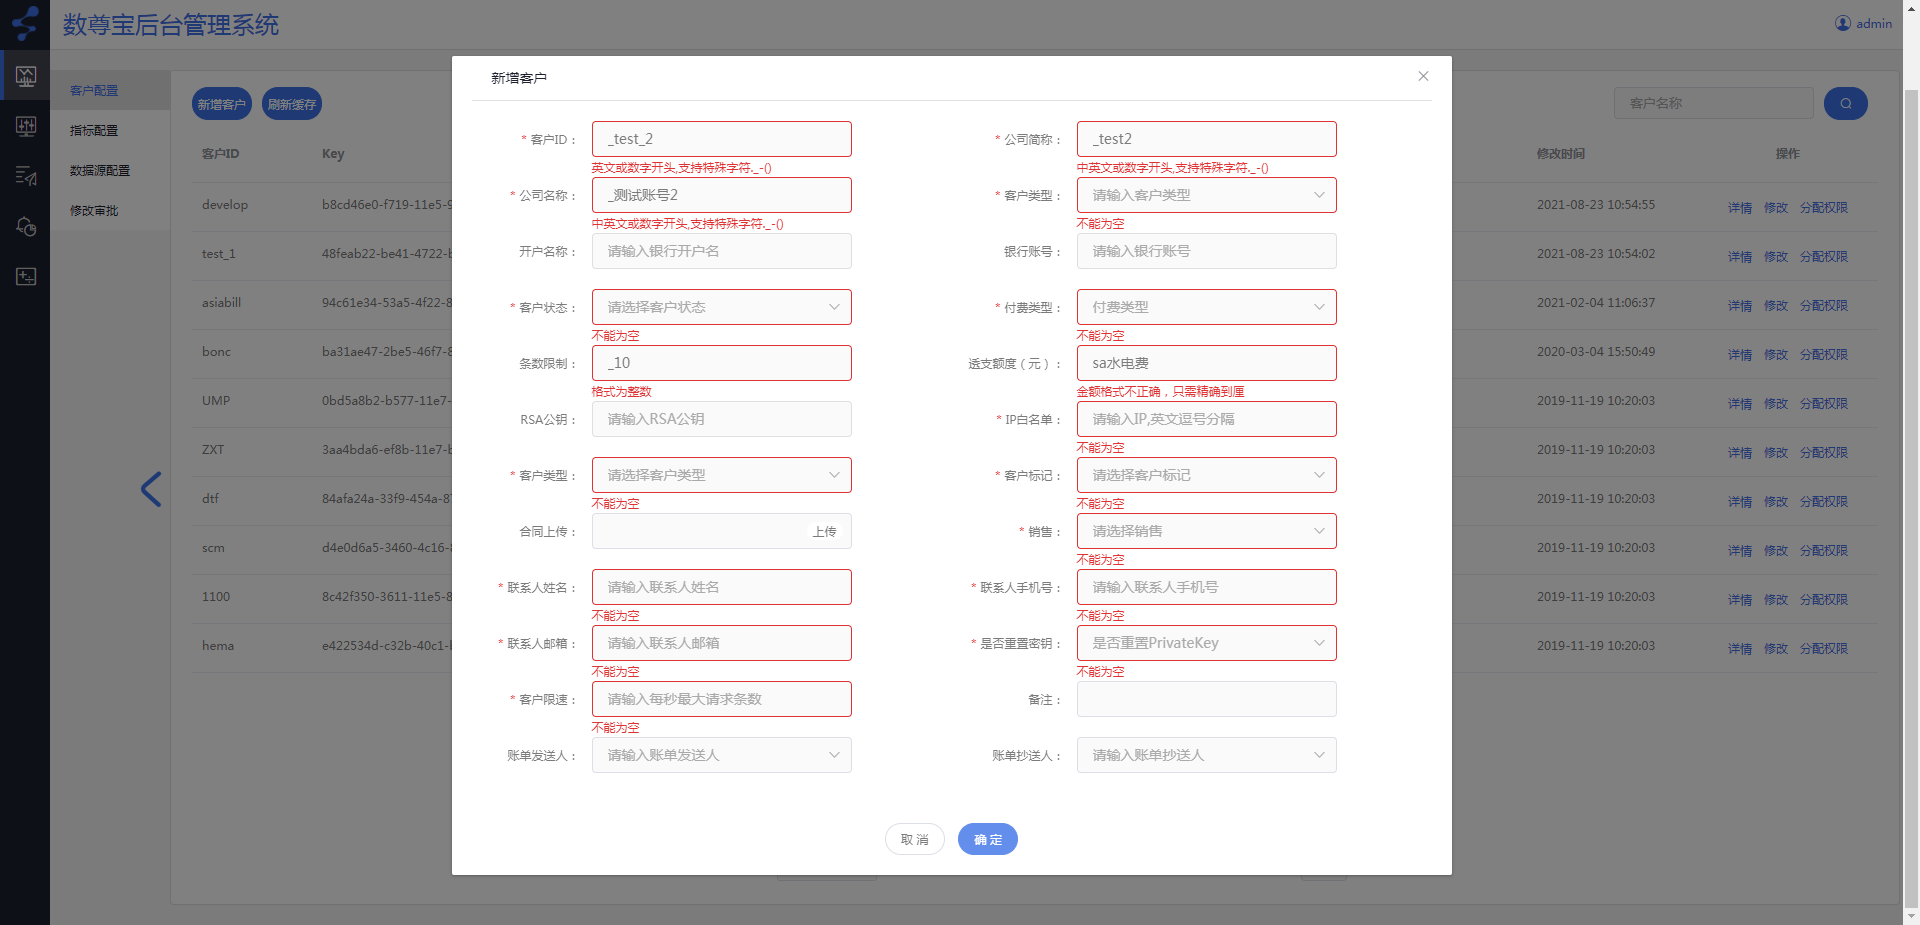 数尊宝后台管理系统
admin
客户配置
指标配置
数据源配置
修改审批
新增客户
刷新缓存
客户名称
客户ID
Key
修改时间
操作
develop
b8cd46e0-f719-11e5-9
2021-08-23 10:54:55
详情 修改 分配权限
test_1
48feab22-be41-4722-b
2021-08-23 10:54:02
详情 修改 分配权限
asiabill
94c61e34-53a5-4f22-8
2021-02-04 11:06:37
详情 修改 分配权限
bonc
ba31ae47-2be5-46f7-8
2020-03-04 15:50:49
详情 修改 分配权限
UMP
0bd5a8b2-b577-11e7-
2019-11-19 10:20:03
详情 修改 分配权限
ZXT
3aa4bda6-ef8b-11e7-b
2019-11-19 10:20:03
详情 修改 分配权限
dtf
84afa24a-33f9-454a-87
2019-11-19 10:20:03
详情 修改 分配权限
scm
d4e0d6a5-3460-4c16-8
2019-11-19 10:20:03
详情 修改 分配权限
1100
8c42f350-3611-11e5-8
2019-11-19 10:20:03
详情 修改 分配权限
hema
e422534d-c32b-40c1-b
2019-11-19 10:20:03
详情 修改 分配权限
新增客户
* 客户ID： _test_2
英文或数字开头,支持特殊字符._-()
* 公司简称： _test2
中英文或数字开头,支持特殊字符._-()
* 公司名称： _测试账号2
中英文或数字开头,支持特殊字符._-()
* 客户类型： 请输入客户类型
不能为空
开户名称： 请输入银行开户名
银行账号： 请输入银行账号
* 客户状态： 请选择客户状态
不能为空
* 付费类型： 付费类型
不能为空
条数限制： _10
格式为整数
透支额度（元）： sa水电费
金额格式不正确，只需精确到厘
RSA公钥： 请输入RSA公钥
* IP白名单： 请输入IP,英文逗号分隔
不能为空
* 客户类型： 请选择客户类型
不能为空
* 客户标记： 请选择客户标记
不能为空
合同上传： 上传
* 销售： 请选择销售
不能为空
* 联系人姓名： 请输入联系人姓名
不能为空
* 联系人手机号： 请输入联系人手机号
不能为空
* 联系人邮箱： 请输入联系人邮箱
不能为空
* 是否重置密钥： 是否重置PrivateKey
不能为空
* 客户限速： 请输入每秒最大请求条数
不能为空
备注：
账单发送人： 请输入账单发送人
账单抄送人： 请输入账单抄送人
取消
确定